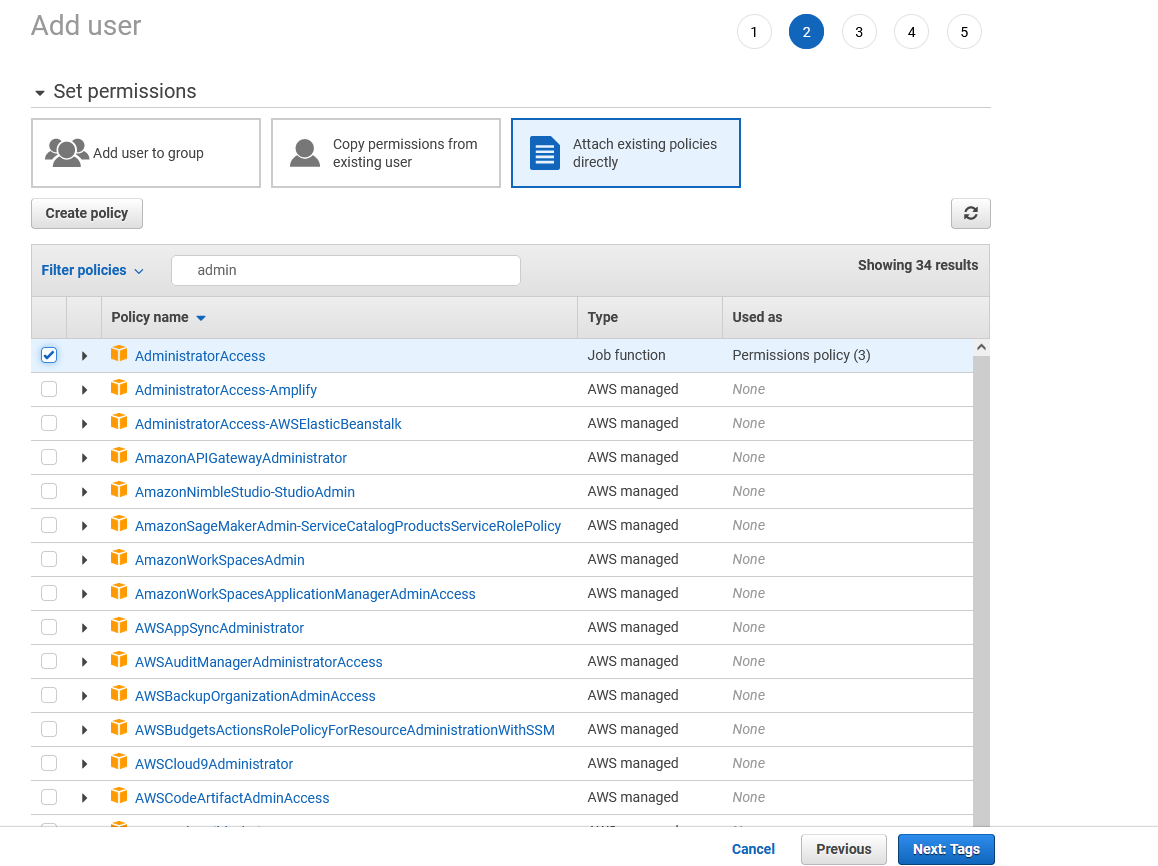 Add user
1 2 3 4 5
Set permissions
Add user to group
Copy permissions from
existing user
Attach existing policies
directly
Create policy
Filter policies admin Showing 34 results
Policy name Type Used as
AdministratorAccess Job function Permissions policy (3)
AdministratorAccess-Amplify AWS managed None
AdministratorAccess-AWSElasticBeanstalk AWS managed None
AmazonAPIGatewayAdministrator AWS managed None
AmazonNimbleStudio-StudioAdmin AWS managed None
AmazonSageMakerAdmin-ServiceCatalogProductsServiceRolePolicy AWS managed None
AmazonWorkSpacesAdmin AWS managed None
AmazonWorkSpacesApplicationManagerAdminAccess AWS managed None
AWSAppSyncAdministrator AWS managed None
AWSAuditManagerAdministratorAccess AWS managed None
AWSBackupOrganizationAdminAccess AWS managed None
AWSBudgetsActionsRolePolicyForResourceAdministrationWithSSM AWS managed None
AWSCloud9Administrator AWS managed None
AWSCodeArtifactAdminAccess AWS managed None
Cancel Previous Next: Tags